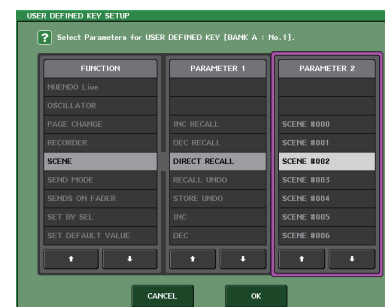 USER DEFINED KEY SETUP
? Select Parameters for USER DEFINED KEY [BANK A : No.1].
FUNCTION
NUENDO Live
OSCILLATOR
PAGE CHANGE
RECORDER
SCENE
SEND MODE
SENDS ON FADER
SET BY SEL
SET DEFAULT VALUE
PARAMETER 1
INC RECALL
DEC RECALL
DIRECT RECALL
RECALL UNDO
STORE UNDO
INC
DEC
PARAMETER 2
SCENE #000
SCENE #001
SCENE #002
SCENE #003
SCENE #004
SCENE #005
SCENE #006
CANCEL
OK